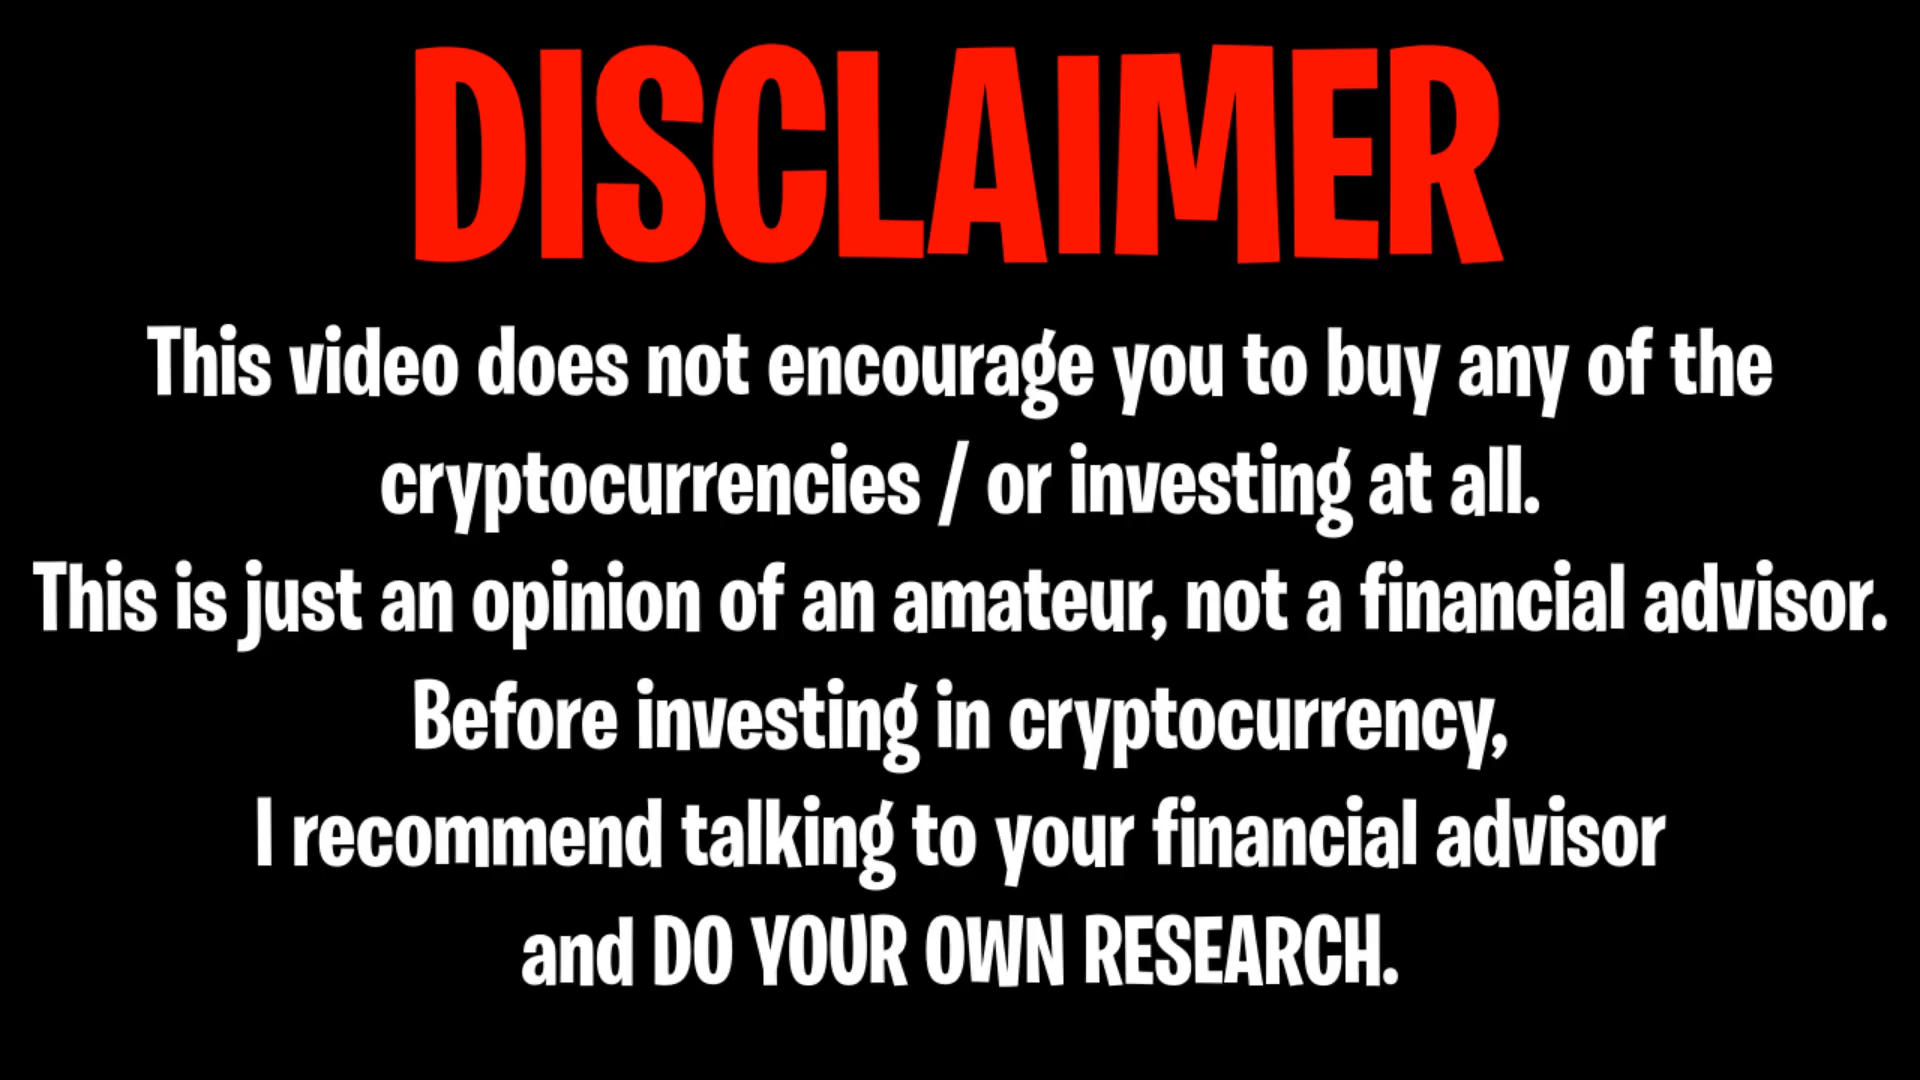 DISCLAIMER
This video does not encourage you to buy any of the
cryptocurrencies / or investing at all.
This is just an opinion of an amateur, not a financial advisor.
Before investing in cryptocurrency,
I recommend talking to your financial advisor
and DO YOUR OWN RESEARCH.